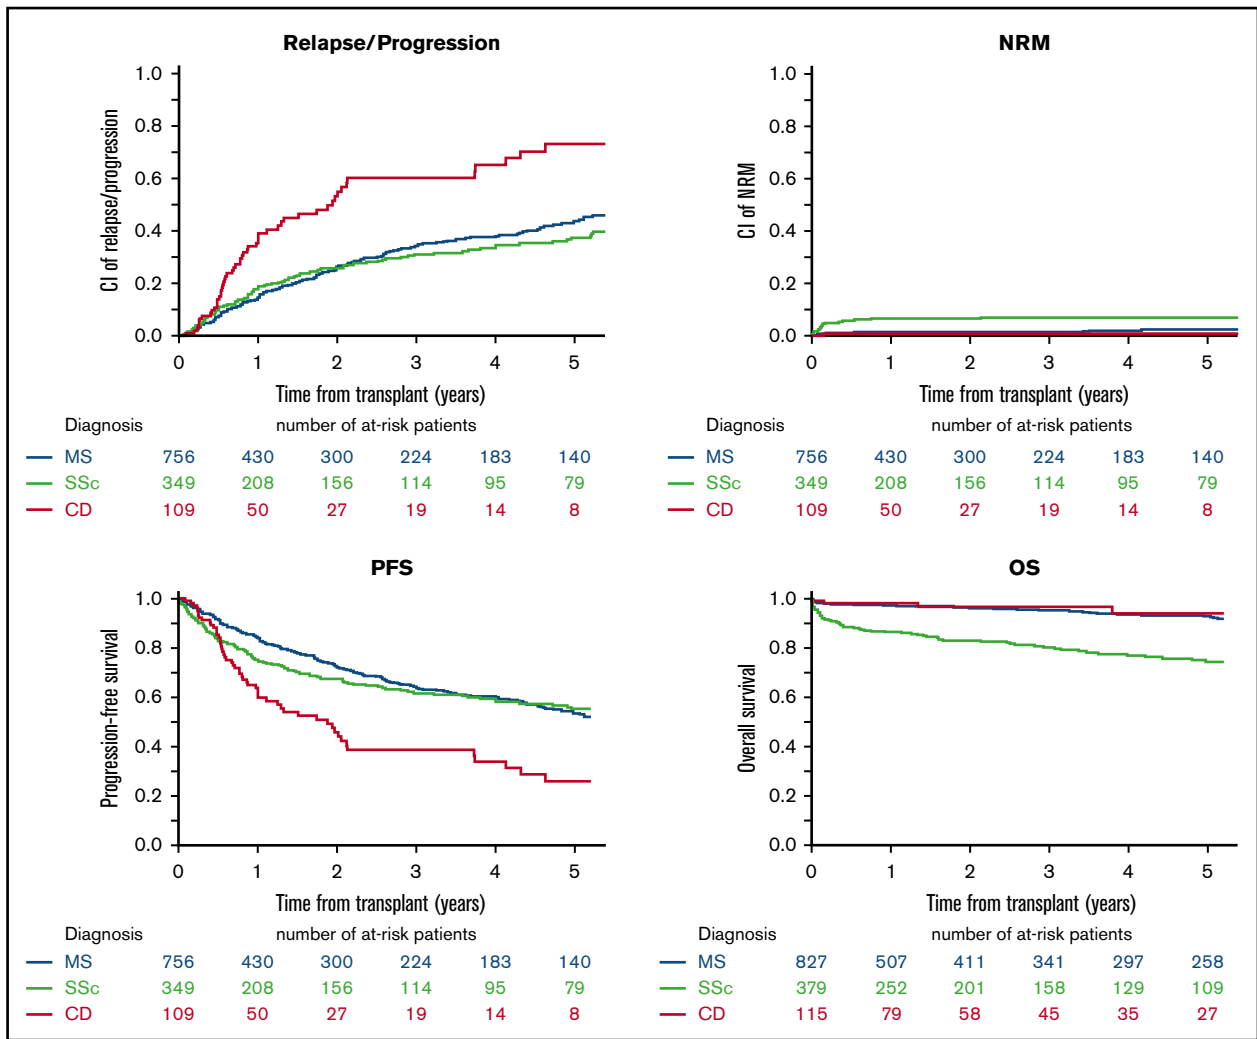 Relapse/Progression
CI of relapse/progression
1.0
0.8
0.6
0.4
0.2
0.0
0 1 2 3 4 5
Time from transplant (years)
Diagnosis number of at-risk patients
MS 756 430 300 224 183 140
SSc 349 208 156 114 95 79
CD 109 50 27 19 14 8
NRM
CI of NRM
1.0
0.8
0.6
0.4
0.2
0.0
0 1 2 3 4 5
Time from transplant (years)
Diagnosis number of at-risk patients
MS 756 430 300 224 183 140
SSc 349 208 156 114 95 79
CD 109 50 27 19 14 8
PFS
Progression-free survival
1.0
0.8
0.6
0.4
0.2
0.0
0 1 2 3 4 5
Time from transplant (years)
Diagnosis number of at-risk patients
MS 756 430 300 224 183 140
SSc 349 208 156 114 95 79
CD 109 50 27 19 14 8
OS
Overall survival
1.0
0.8
0.6
0.4
0.2
0.0
0 1 2 3 4 5
Time from transplant (years)
Diagnosis number of at-risk patients
MS 827 507 411 341 297 258
SSc 379 252 201 158 129 109
CD 115 79 58 45 35 27